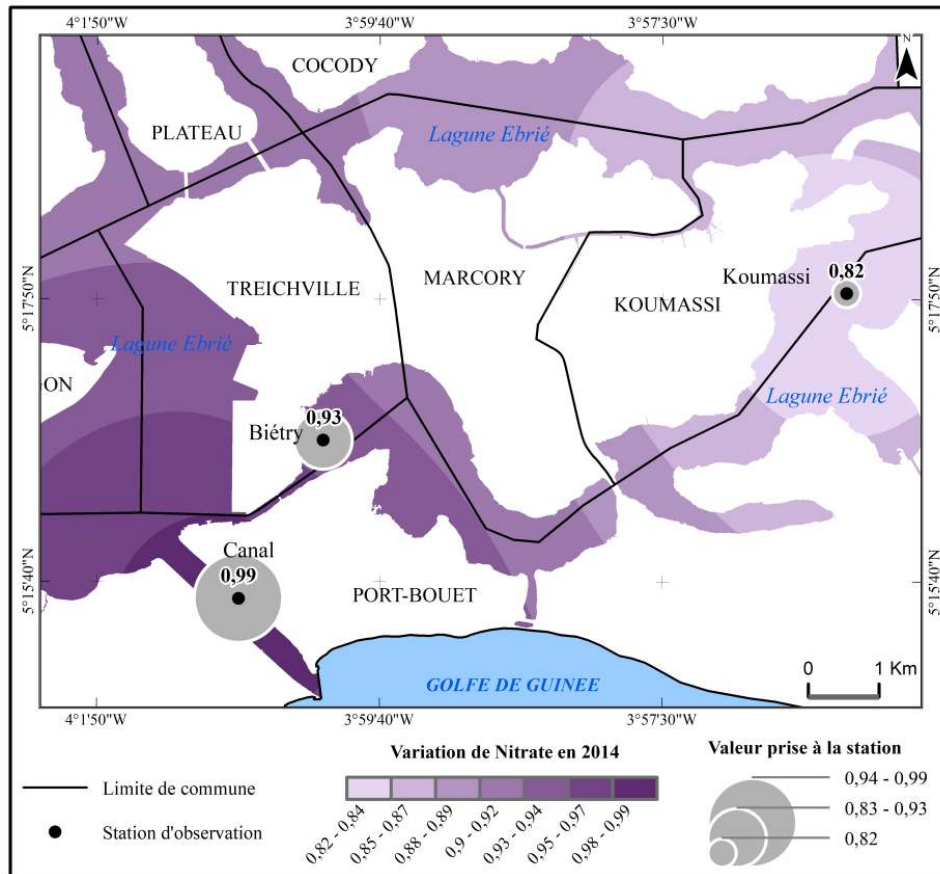 4°1'50"W 3°59'40"W 3°57'30"W
N
COCODY
PLATEAU
Lagune Ebrié
Koumassi
0,82
5°17'50"N 5°17'50"N
TREICHVILLE
MARCORY
KOUMASSI
Lagune Ebrié
ON
Lagune Ebrié
0,93
Biétry
Canal
0,99
5°15'40"N 5°15'40"N
PORT-BOUET
0 1 Km
GOLFE DE GUINEE
4°1'50"W 3°59'40"W 3°57'30"W
Limite de commune
Station d'observation
Variation de Nitrate en 2014
0,82 - 0,84
0,85 - 0,87
0,88 - 0,89
0,9 - 0,92
0,93 - 0,94
0,95 - 0,97
0,98 - 0,99
Valeur prise à la station
0,94 - 0,99
0,83 - 0,93
0,82